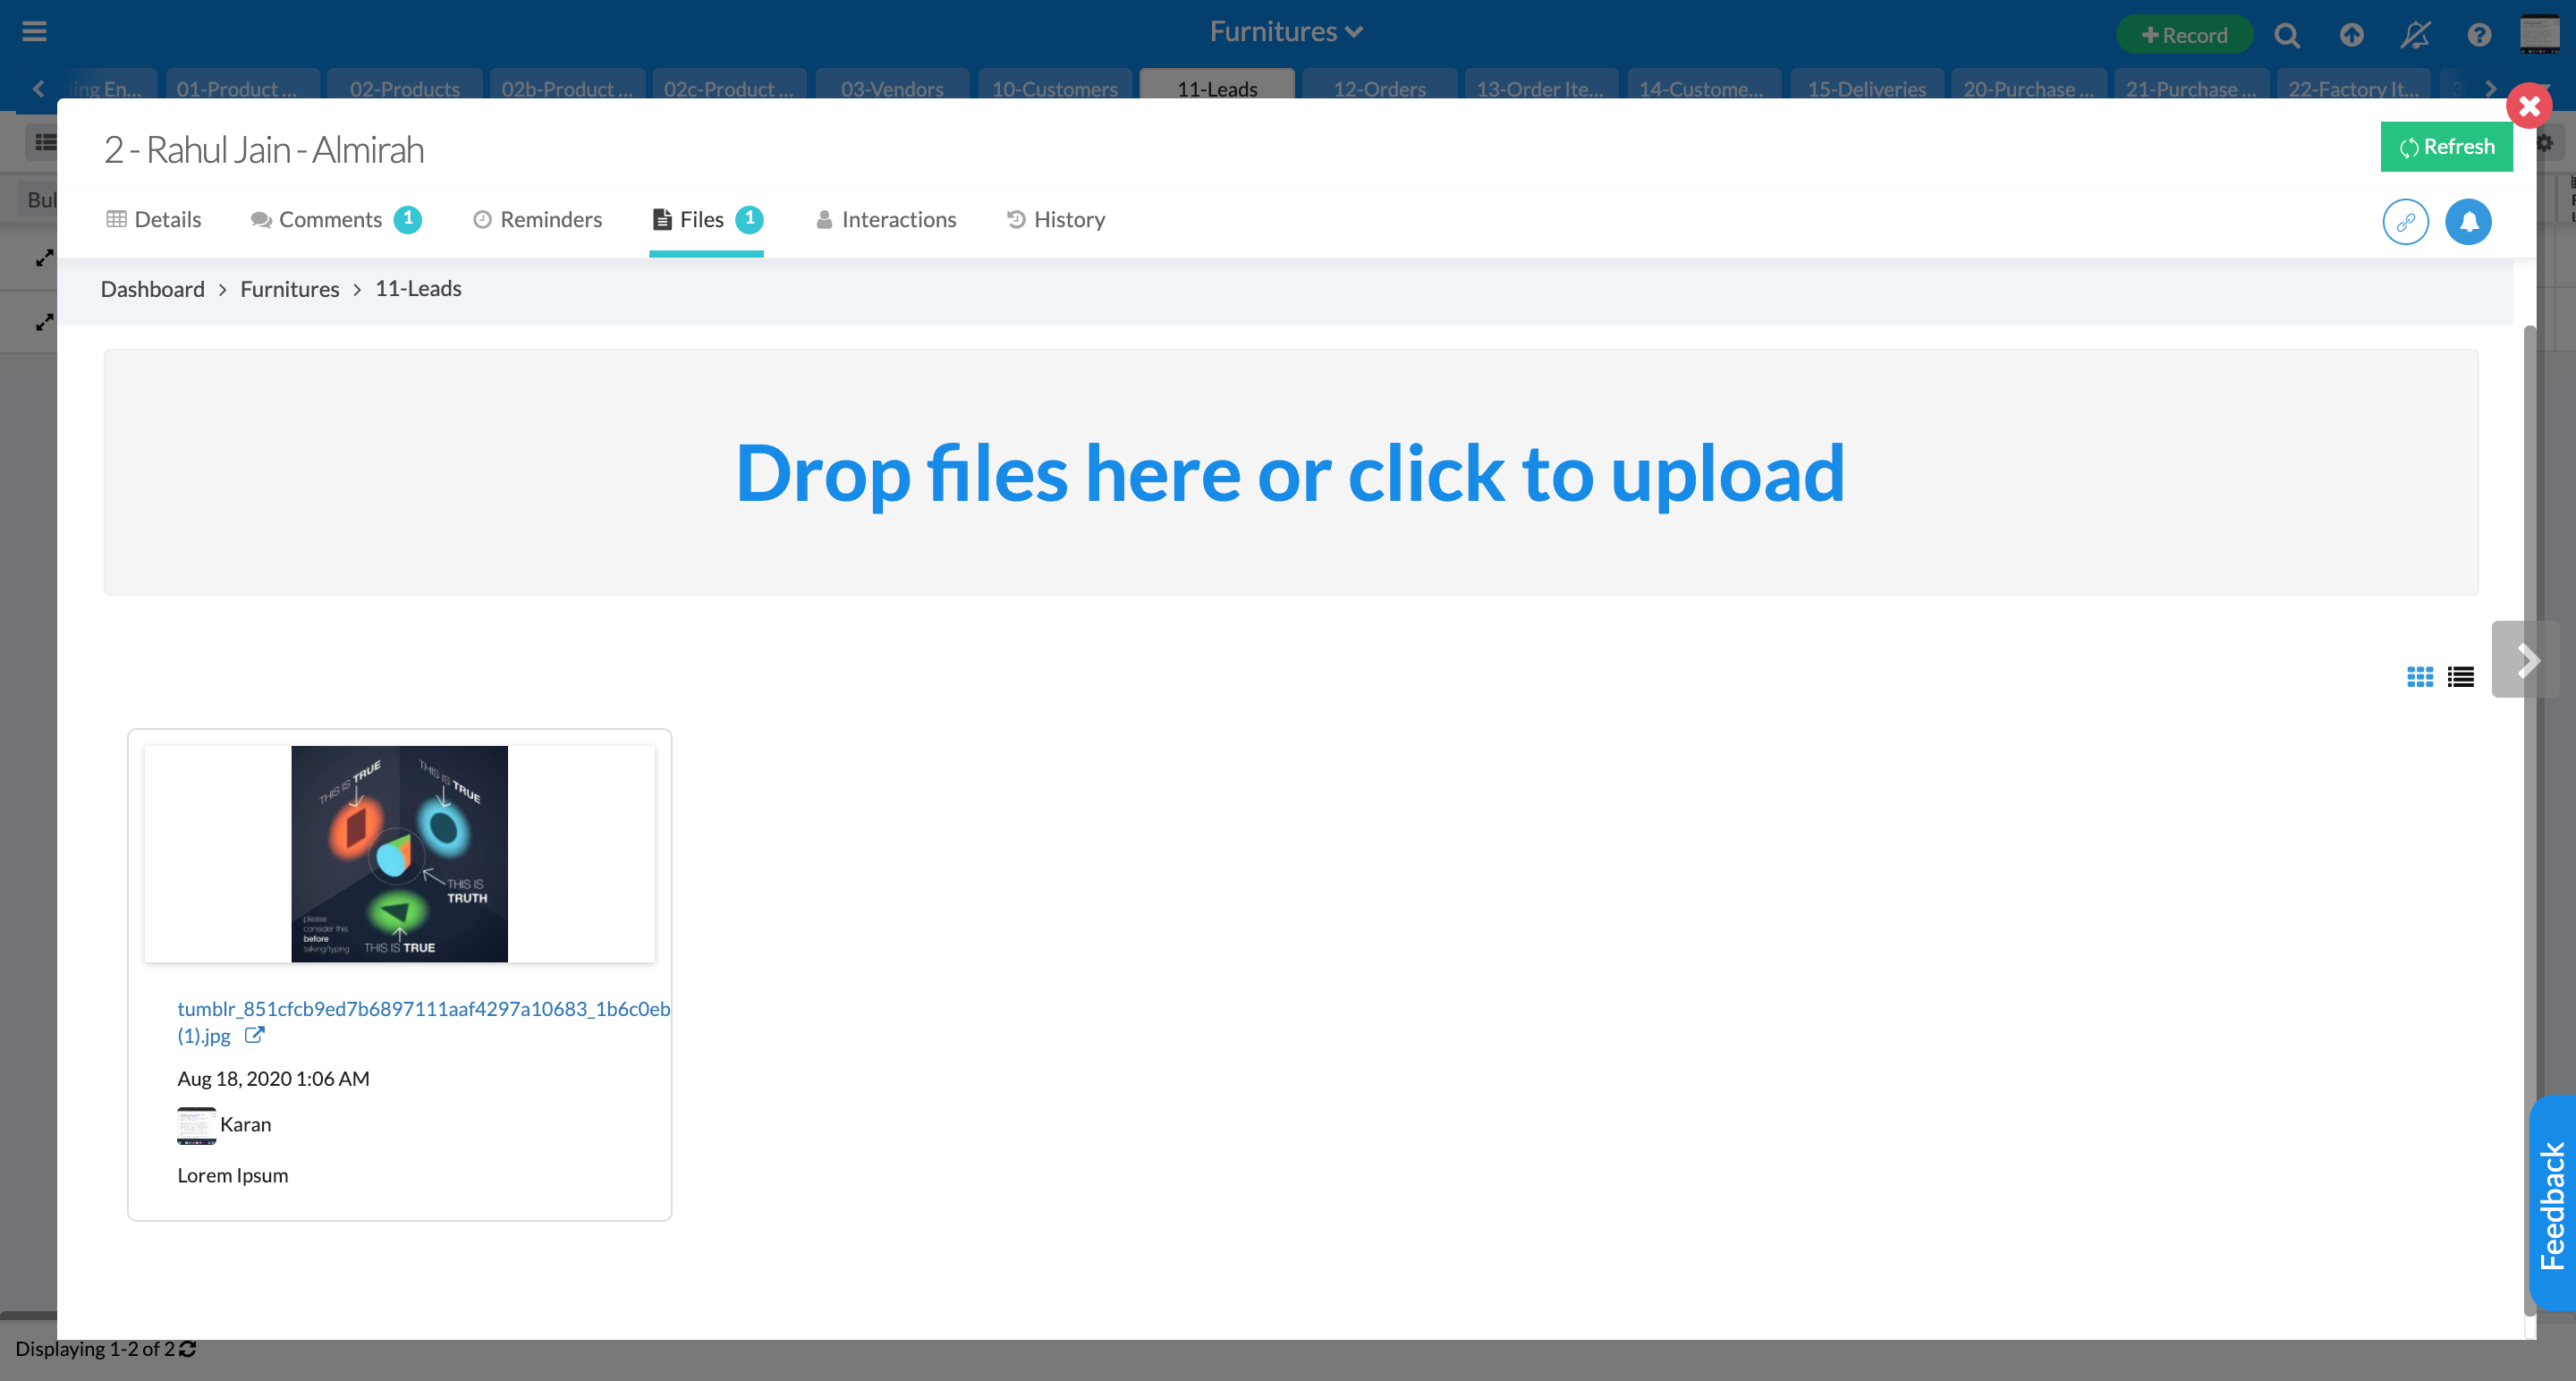 Furnitures
Record
ling En...
01-Product ...
02-Products
02b-Product ...
02c-Product ...
03-Vendors
10-Customers
11-Leads
12-Orders
13-Order Ite...
14-Custome...
15-Deliveries
20-Purchase ...
21-Purchase ...
22-Factory It...
3
2 - Rahul Jain - Almirah
Refresh
Bul
Details
Comments 1
Reminders
Files 1
Interactions
History
Dashboard > Furnitures > 11-Leads
Drop files here or click to upload
THIS IS TRUE
THIS IS TRUE
THIS IS
TRUTH
please
consider this
before
talking/typing
THIS IS TRUE
tumblr_851cfcb9ed7b6897111aaf4297a10683_1b6c0eb
(1).jpg
Aug 18, 2020 1:06 AM
Karan
Lorem Ipsum
Feedback
Displaying 1-2 of 2